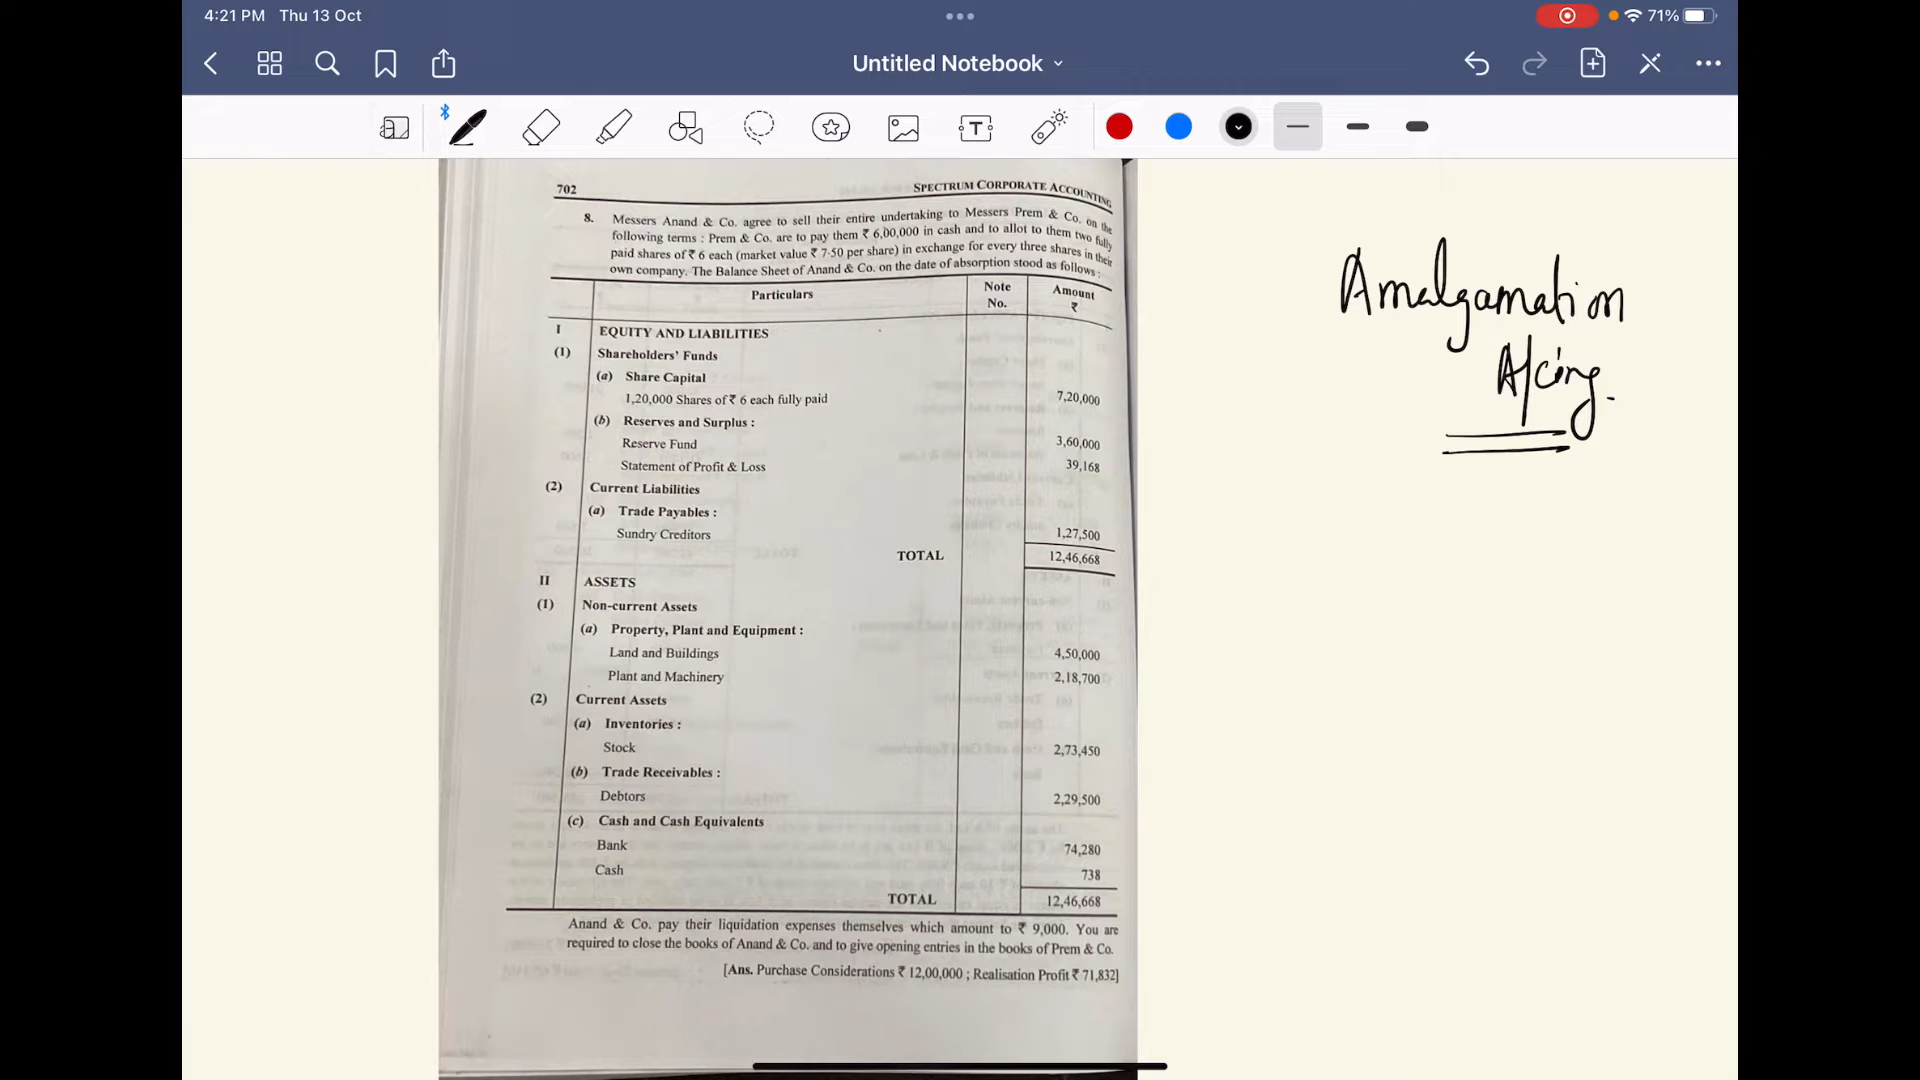 4:21 PM Thu 13 Oct
71%
Untitled Notebook
T
702
SPECTRUM CORPORATE ACCOUNTING
8. Messers Anand & Co. agree to sell their entire undertaking to Messers Prem & Co. on the
following terms : Prem & Co. are to pay them ₹ 6,00,000 in cash and to allot to them two fully
paid shares of ₹ 6 each (market value ₹ 7·50 per share) in exchange for every three shares in their
own company. The Balance Sheet of Anand & Co. on the date of absorption stood as follows :
Particulars Note No. Amount ₹
I EQUITY AND LIABILITIES
(1) Shareholders' Funds
(a) Share Capital
1,20,000 Shares of ₹ 6 each fully paid 7,20,000
(b) Reserves and Surplus :
Reserve Fund 3,60,000
Statement of Profit & Loss 39,168
(2) Current Liabilities
(a) Trade Payables :
Sundry Creditors 1,27,500
TOTAL 12,46,668
II ASSETS
(1) Non-current Assets
(a) Property, Plant and Equipment :
Land and Buildings 4,50,000
Plant and Machinery 2,18,700
(2) Current Assets
(a) Inventories :
Stock 2,73,450
(b) Trade Receivables :
Debtors 2,29,500
(c) Cash and Cash Equivalents
Bank 74,280
Cash 738
TOTAL 12,46,668
Anand & Co. pay their liquidation expenses themselves which amount to ₹ 9,000. You are
required to close the books of Anand & Co. and to give opening entries in the books of Prem & Co.
[Ans. Purchase Considerations ₹ 12,00,000 ; Realisation Profit ₹ 71,832]
Amalgamation
A/cing.